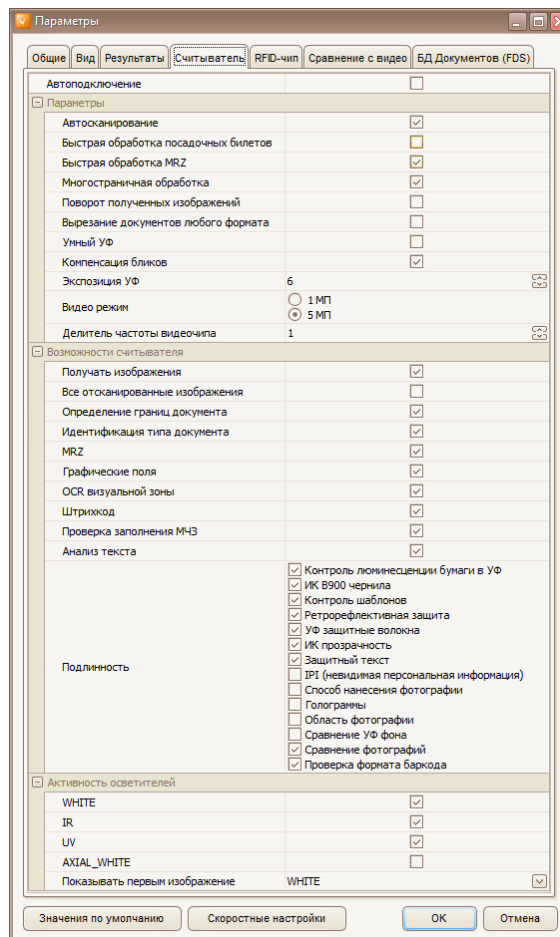 Параметры
Общие Вид Результаты Считыватель RFID-чип Сравнение с видео БД Документов (FDS)
Автоподключение
Параметры
Автосканирование
Быстрая обработка посадочных билетов
Быстрая обработка MRZ
Многостраничная обработка
Поворот полученных изображений
Вырезание документов любого формата
Умный УФ
Компенсация бликов
Экспозиция УФ 6
Видео режим
1 МП
5 МП
Делитель частоты видеочипа 1
Возможности считывателя
Получать изображения
Все отсканированные изображения
Определение границ документа
Идентификация типа документа
MRZ
Графические поля
OCR визуальной зоны
Штрихкод
Проверка заполнения МЧЗ
Анализ текста
Подлинность
Контроль люминесценции бумаги в УФ
ИК B900 чернила
Контроль шаблонов
Ретрорефлективная защита
УФ защитные волокна
ИК прозрачность
Защитный текст
IPI (невидимая персональная информация)
Способ нанесения фотографии
Голограммы
Область фотографии
Сравнение УФ фона
Сравнение фотографий
Проверка формата баркода
Активность осветителей
WHITE
IR
UV
AXIAL_WHITE
Показывать первым изображение WHITE
Значения по умолчанию Скоростные настройки OK Отмена